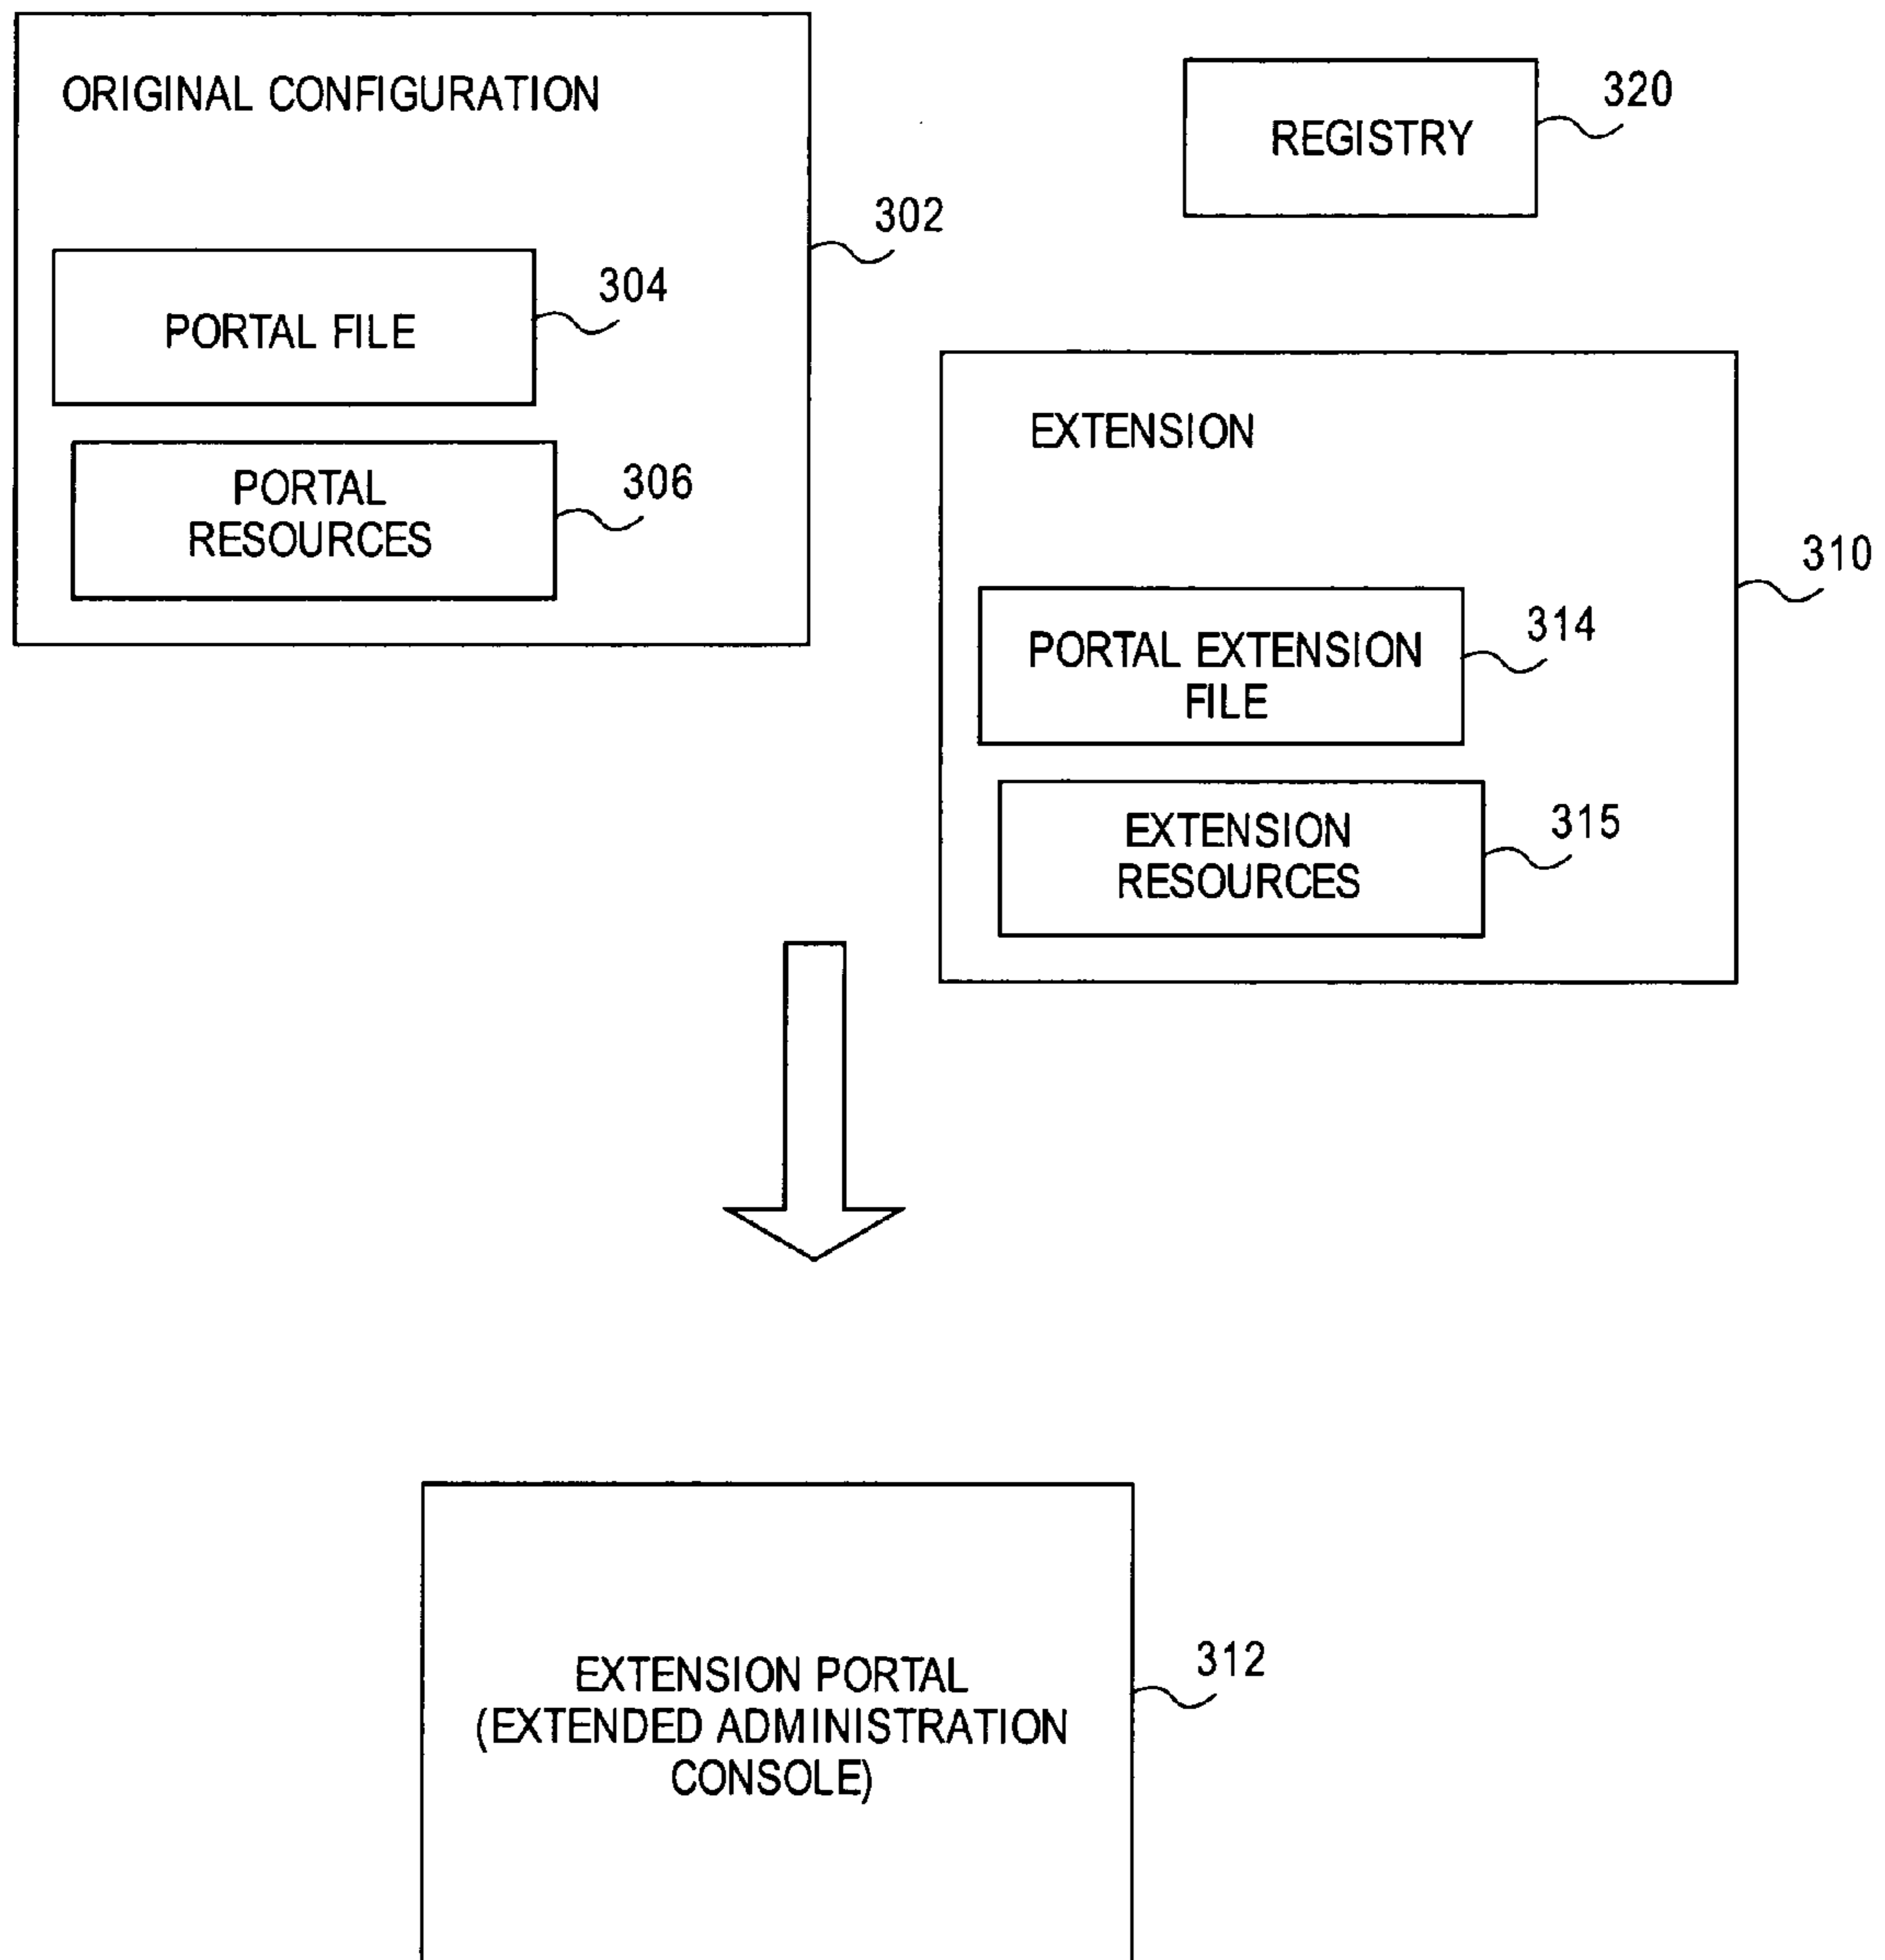 ORIGINAL CONFIGURATION
302
PORTAL FILE
304
PORTAL
RESOURCES
306
REGISTRY
320
EXTENSION
310
PORTAL EXTENSION
FILE
314
EXTENSION
RESOURCES
315
EXTENSION PORTAL
(EXTENDED ADMINISTRATION
CONSOLE)
312